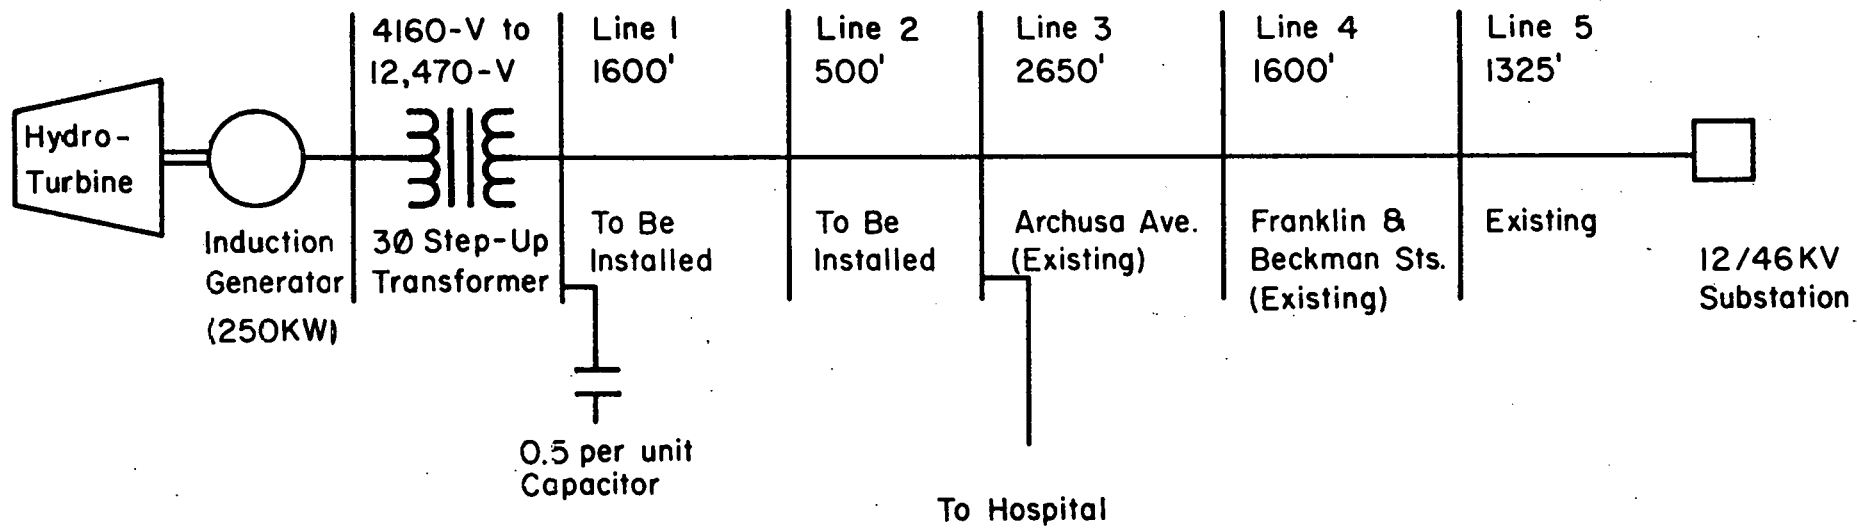 Hydro-
Turbine
Induction
Generator
(250KW)
4160-V to
12,470-V
3Ø Step-Up
Transformer
0.5 per unit
Capacitor
Line 1
1600'
To Be
Installed
Line 2
500'
To Be
Installed
Line 3
2650'
Archusa Ave.
(Existing)
To Hospital
Line 4
1600'
Franklin &
Beckman Sts.
(Existing)
Line 5
1325'
Existing
12/46KV
Substation